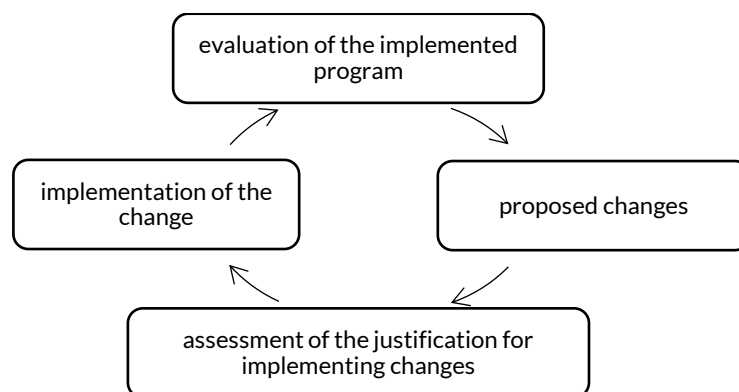 evaluation of the implemented
program
implementation of the
change
proposed changes
assessment of the justification for
implementing changes